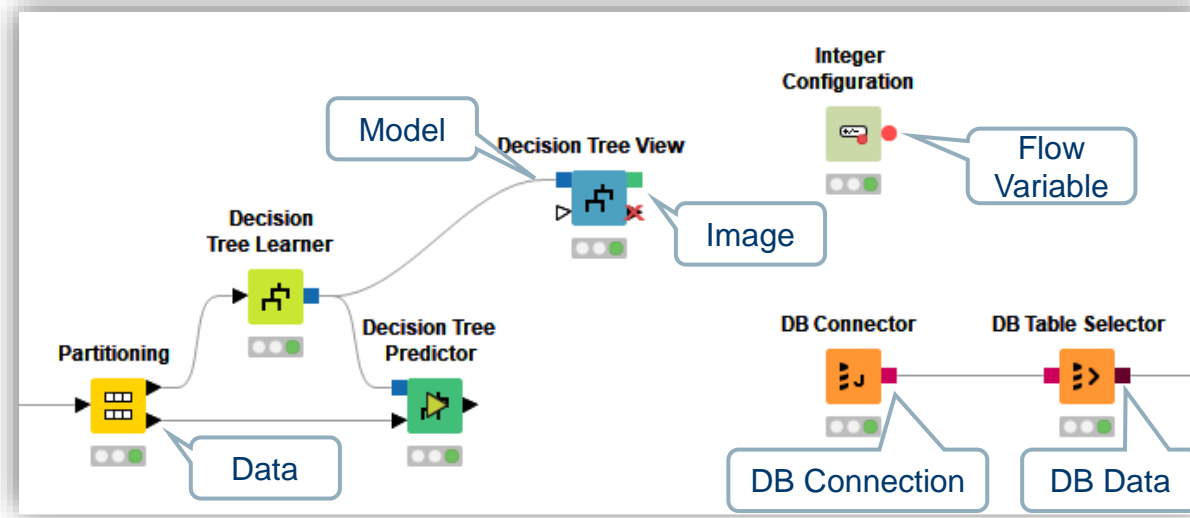 Integer
Configuration
Model
Decision Tree View
Flow
Variable
Image
Decision
Tree Learner
Decision Tree
Predictor
DB Connector
DB Table Selector
Partitioning
J
Data
DB Connection
DB Data